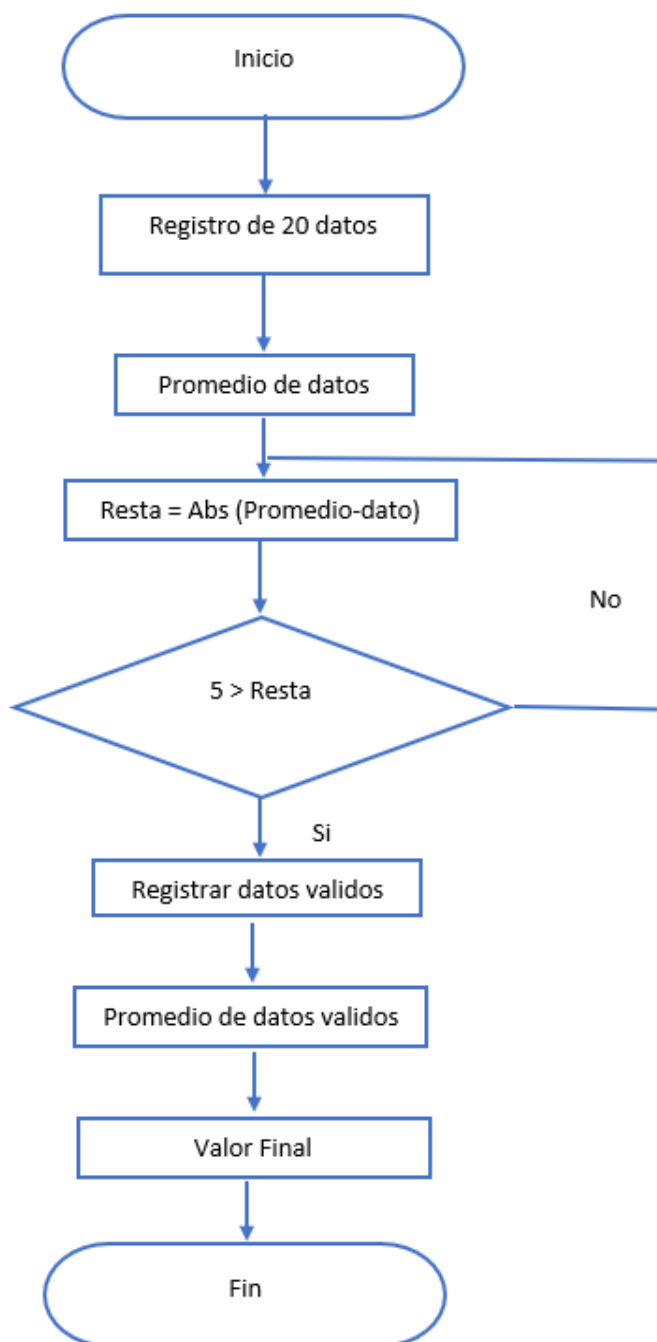 Inicio
Registro de 20 datos
Promedio de datos
Resta = Abs (Promedio-dato)
No
5 > Resta
Si
Registrar datos validos
Promedio de datos validos
Valor Final
Fin